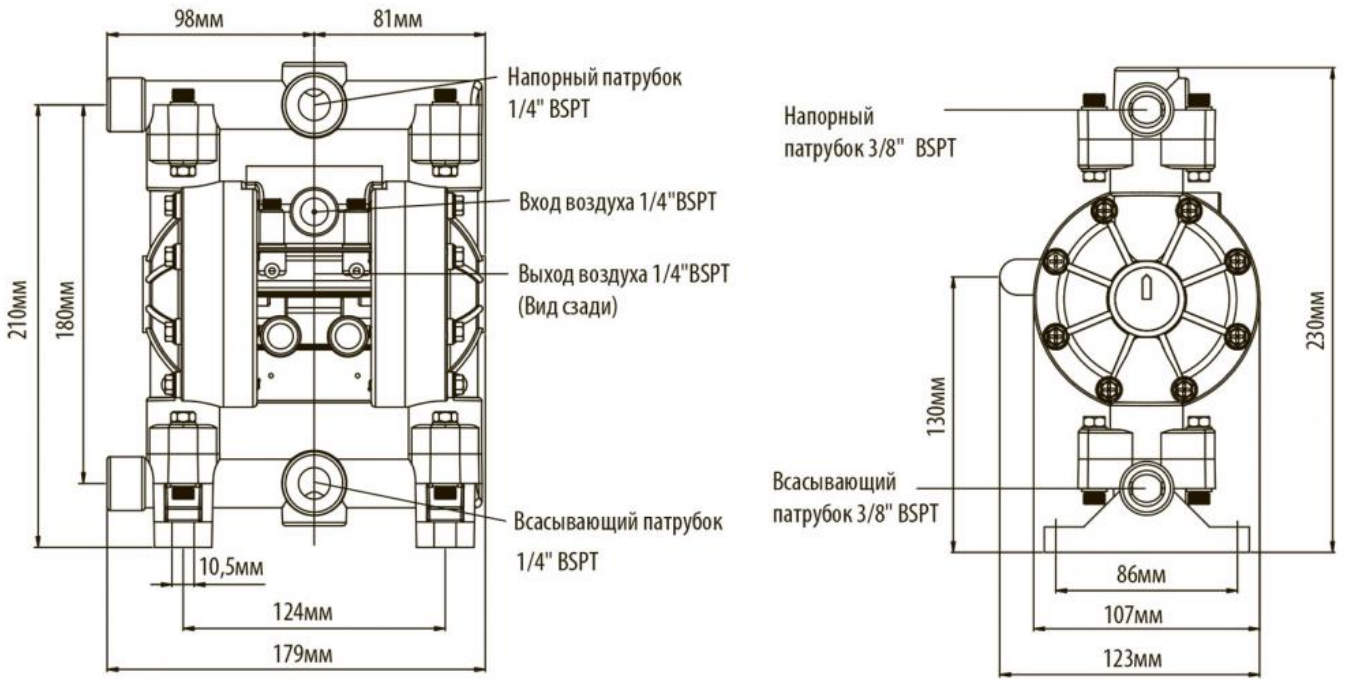 98мм
81мм
Напорный патрубок
1/4" BSPT
Вход воздуха 1/4"BSPT
Выход воздуха 1/4"BSPT
(Вид сзади)
210мм
180мм
Всасывающий патрубок
1/4" BSPT
10,5мм
124мм
179мм
Напорный
патрубок 3/8" BSPT
230мм
130мм
Всасывающий
патрубок 3/8" BSPT
86мм
107мм
123мм